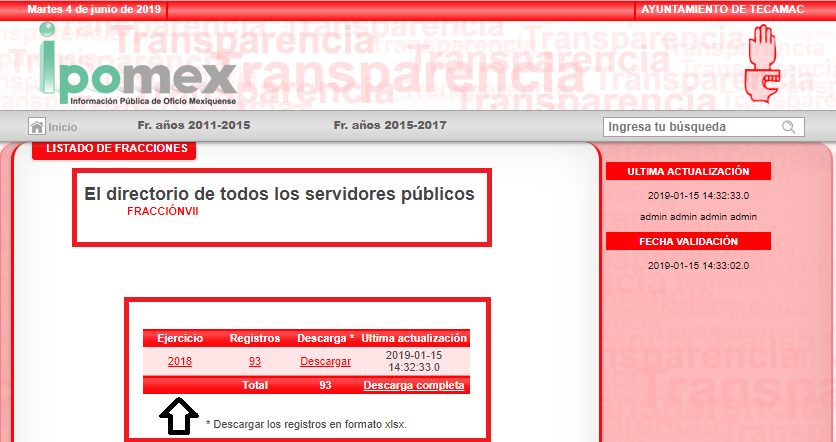 Martes 4 de junio de 2019
AYUNTAMIENTO DE TECAMAC
Transparencia
Transparencia
Transparencia
Transparencia
ipomex
Información Pública de Oficio Mexiquense
Inicio
Fr. años 2011-2015
Fr. años 2015-2017
Ingresa tu búsqueda
LISTADO DE FRACCIONES
El directorio de todos los servidores públicos
FRACCIÓNVII
ULTIMA ACTUALIZACIÓN
2019-01-15 14:32:33.0
admin admin admin admin
FECHA VALIDACIÓN
2019-01-15 14:33:02.0
Ejercicio Registros Descarga * Ultima actualización
2018 93 Descargar 2019-01-15
14:32:33.0
Total 93 Descarga completa
* Descargar los registros en formato xlsx.